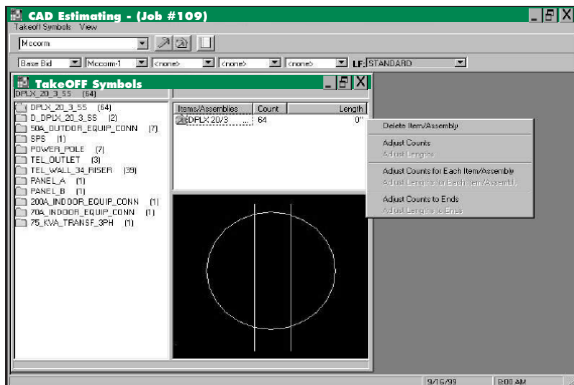 CAD Estimating - (Job #109)
Takeoff Symbols View
Mccorm
Base Bid Mccorm-1 <none> <none> <none> LF: STANDARD
TakeOFF Symbols
DPLX_20_3_SS (64)
DPLX_20_3_SS (64)
D_DPLX_20_3_SS (2)
50A_OUTDOOR_EQUIP_CONN (7)
SPS (1)
POWER_POLE (7)
TEL_OUTLET (3)
TEL_WALL_34_RISER (39)
PANEL_A (1)
PANEL_B (1)
200A_INDOOR_EQUIP_CONN (1)
70A_INDOOR_EQUIP_CONN (1)
75_KVA_TRANSF_3PH (1)
Items/Assemblies Count Length
DPLX 20/3 ... 64 0"
Delete Item/Assembly
Adjust Counts
Adjust Lengths
Adjust Counts for Each Item/Assembly
Adjust Lengths for Each Item/Assembly
Adjust Counts to Ends
Adjust Lengths to Ends
9/16/99 8:00 AM